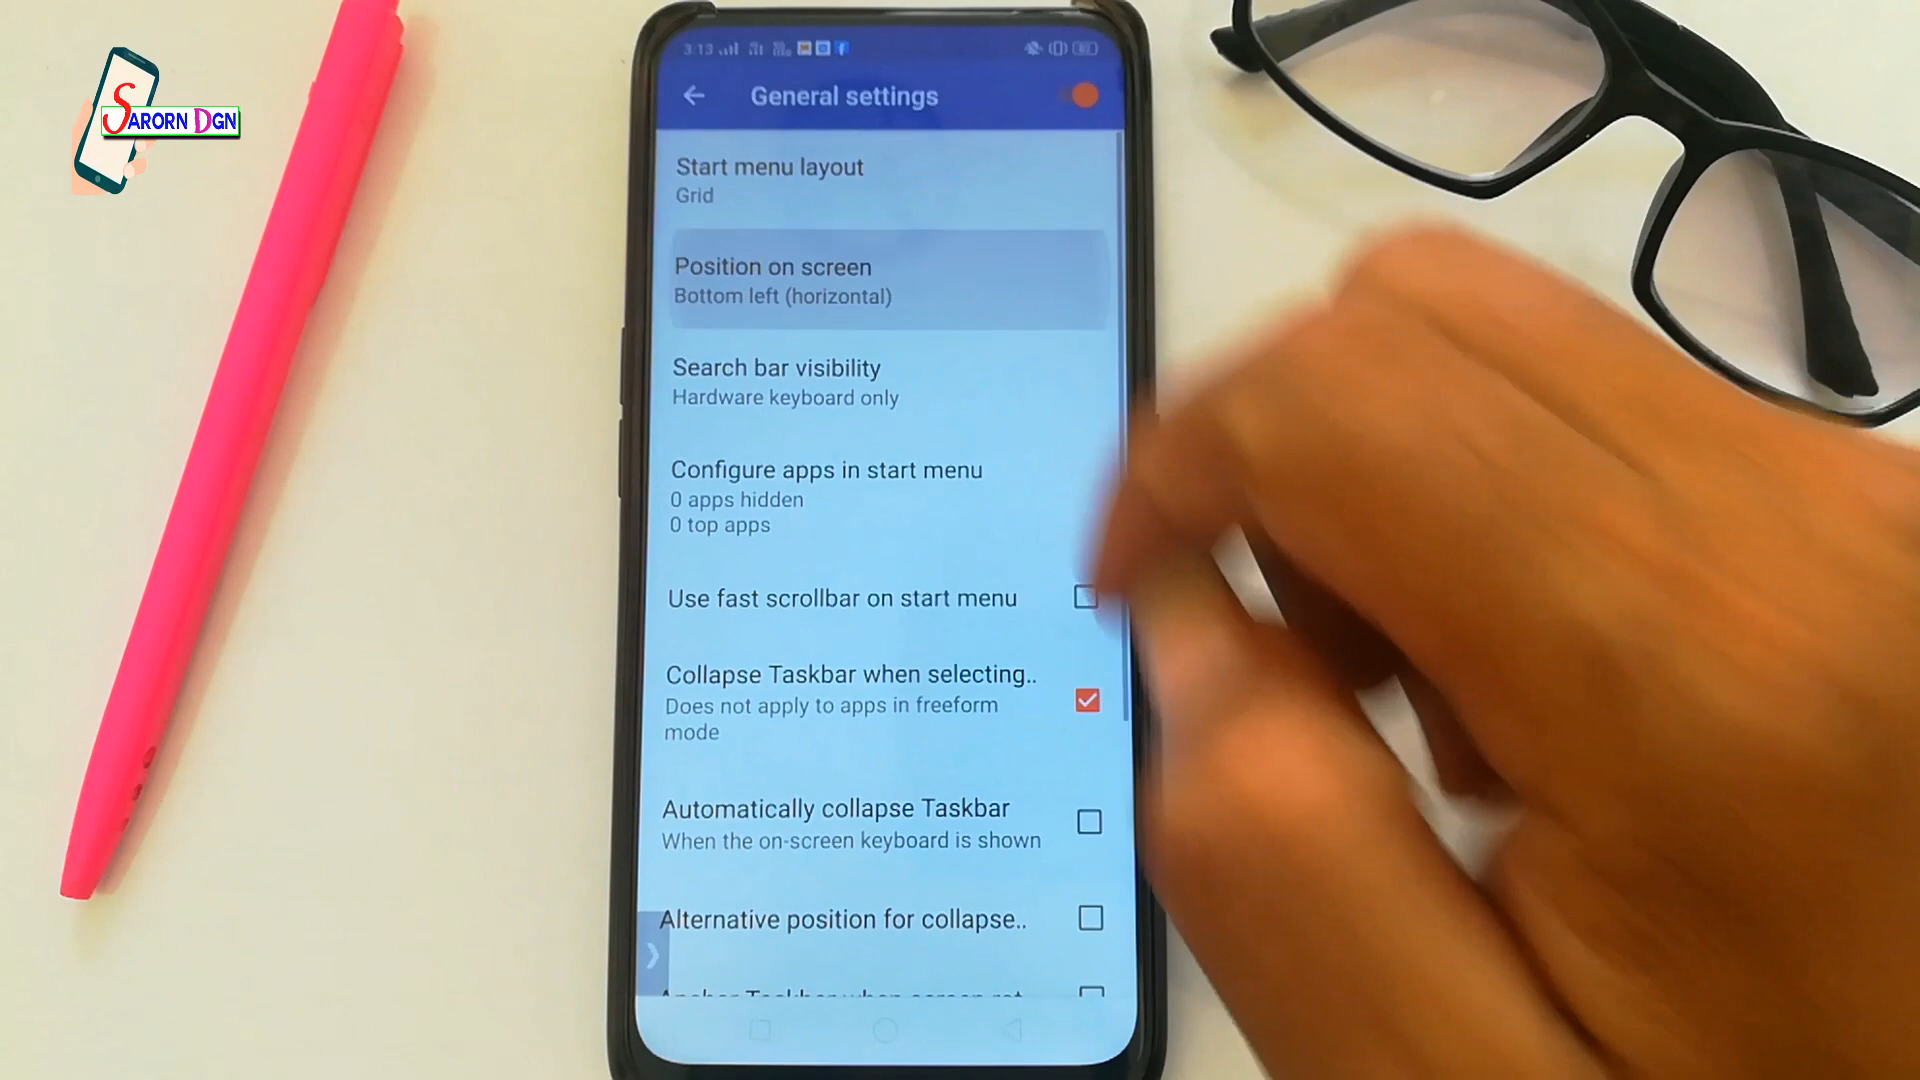 SARORN DGN
3:13
General settings
Start menu layout
Grid
Position on screen
Bottom left (horizontal)
Search bar visibility
Hardware keyboard only
Configure apps in start menu
0 apps hidden
0 top apps
Use fast scrollbar on start menu
Collapse Taskbar when selecting..
Does not apply to apps in freeform
mode
Automatically collapse Taskbar
When the on-screen keyboard is shown
Alternative position for collapse..